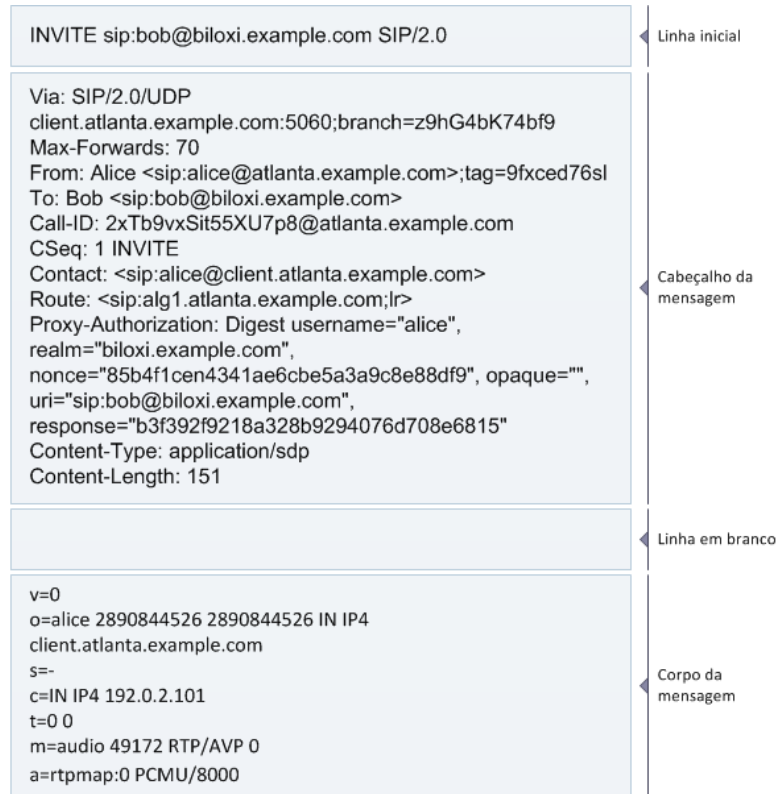 INVITE sip:bob@biloxi.example.com SIP/2.0
Linha inicial
Via: SIP/2.0/UDP
client.atlanta.example.com:5060;branch=z9hG4bK74bf9
Max-Forwards: 70
From: Alice <sip:alice@atlanta.example.com>;tag=9fxced76sl
To: Bob <sip:bob@biloxi.example.com>
Call-ID: 2xTb9vxSit55XU7p8@atlanta.example.com
CSeq: 1 INVITE
Contact: <sip:alice@client.atlanta.example.com>
Route: <sip:alg1.atlanta.example.com;lr>
Proxy-Authorization: Digest username="alice",
realm="biloxi.example.com",
nonce="85b4f1cen4341ae6cbe5a3a9c8e88df9", opaque="",
uri="sip:bob@biloxi.example.com",
response="b3f392f9218a328b9294076d708e6815"
Content-Type: application/sdp
Content-Length: 151
Cabeçalho da
mensagem
Linha em branco
v=0
o=alice 2890844526 2890844526 IN IP4
client.atlanta.example.com
s=-
c=IN IP4 192.0.2.101
t=0 0
m=audio 49172 RTP/AVP 0
a=rtpmap:0 PCMU/8000
Corpo da
mensagem